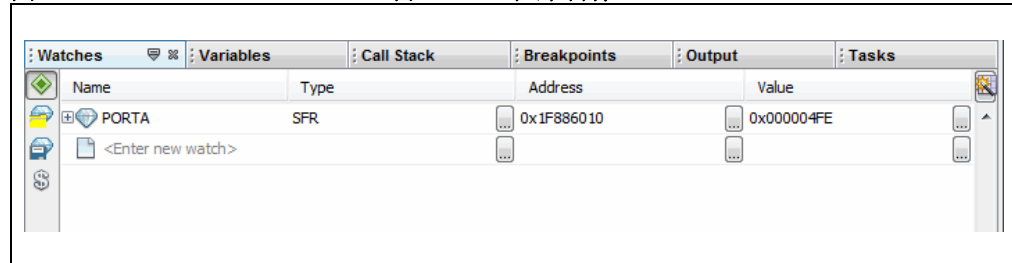 Watches Variables Call Stack Breakpoints Output Tasks
Name Type Address Value
PORTA SFR ... 0x1F886010 ... 0x000004FE ...
<Enter new watch> ... ... ...